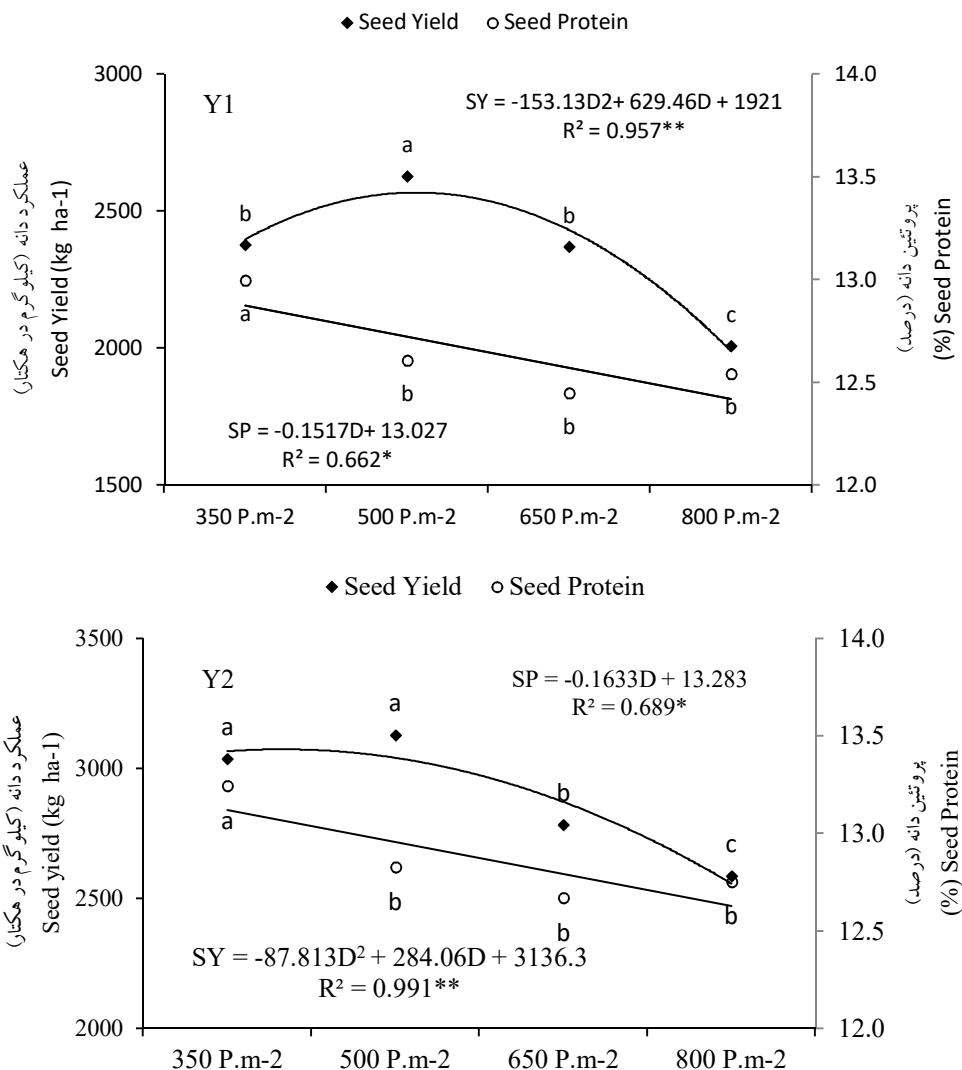 ◆ Seed Yield ○ Seed Protein
3000
2500
2000
1500
14.0
13.5
13.0
12.5
12.0
عملکرد دانه (کیلوگرم در هکتار)
Seed Yield (kg ha-1)
پروتئین دانه (درصد)
(%) Seed Protein
Y1
SY = -153.13D2+ 629.46D + 1921
R² = 0.957**
a
b
b
c
a
b
b
b
SP = -0.1517D+ 13.027
R² = 0.662*
350 P.m-2 500 P.m-2 650 P.m-2 800 P.m-2
◆ Seed Yield ○ Seed Protein
3500
3000
2500
2000
14.0
13.5
13.0
12.5
12.0
عملکرد دانه (کیلوگرم در هکتار)
Seed yield (kg ha-1)
پروتئین دانه (درصد)
(%) Seed Protein
Y2
SP = -0.1633D + 13.283
R² = 0.689*
a
a
b
c
a
b
b
b
SY = -87.813D² + 284.06D + 3136.3
R² = 0.991**
350 P.m-2 500 P.m-2 650 P.m-2 800 P.m-2